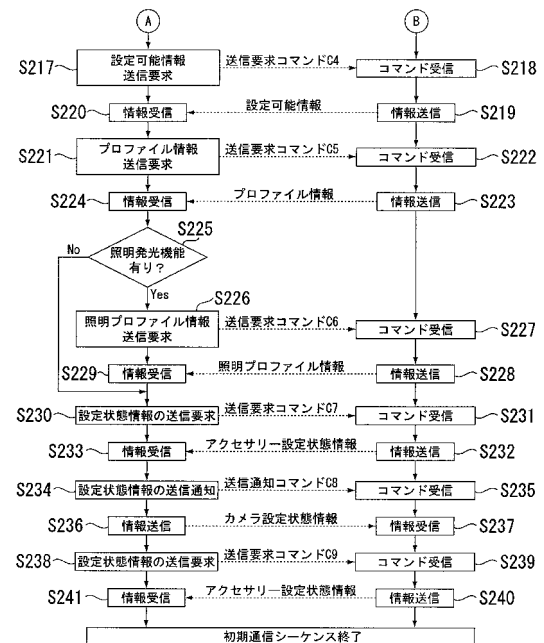 A
B
S217
設定可能情報
送信要求
送信要求コマンドC4
コマンド受信
S218
S220
情報受信
設定可能情報
情報送信
S219
S221
プロファイル情報
送信要求
送信要求コマンドC5
コマンド受信
S222
S224
情報受信
プロファイル情報
情報送信
S223
S225
No
照明発光機能
有り？
Yes
S226
照明プロファイル情報
送信要求
送信要求コマンドC6
コマンド受信
S227
S229
情報受信
照明プロファイル情報
情報送信
S228
S230
設定状態情報の送信要求
送信要求コマンドC7
コマンド受信
S231
S233
情報受信
アクセサリー設定状態情報
情報送信
S232
S234
設定状態情報の送信通知
送信通知コマンドC8
コマンド受信
S235
S236
情報送信
カメラ設定状態情報
情報受信
S237
S238
設定状態情報の送信要求
送信要求コマンドC9
コマンド受信
S239
S241
情報受信
アクセサリー設定状態情報
情報送信
S240
初期通信シーケンス終了